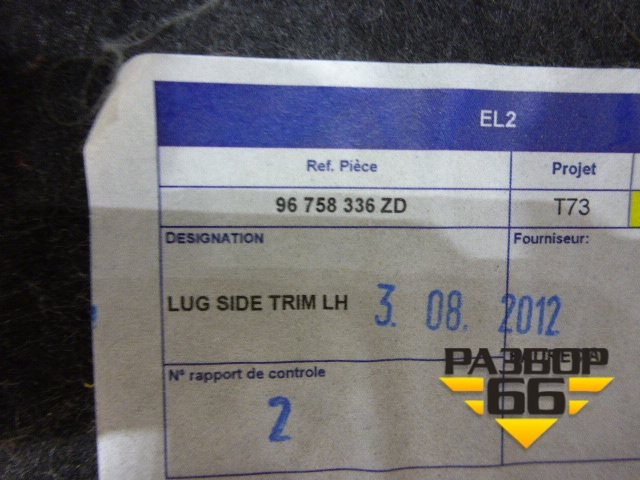 EL2
Ref. Pièce
Projet
96 758 336 ZD
T73
DESIGNATION
Fourniseur:
LUG SIDE TRIM LH
3. 08. 2012
N° rapport de controle
2
РАЗБОР
66